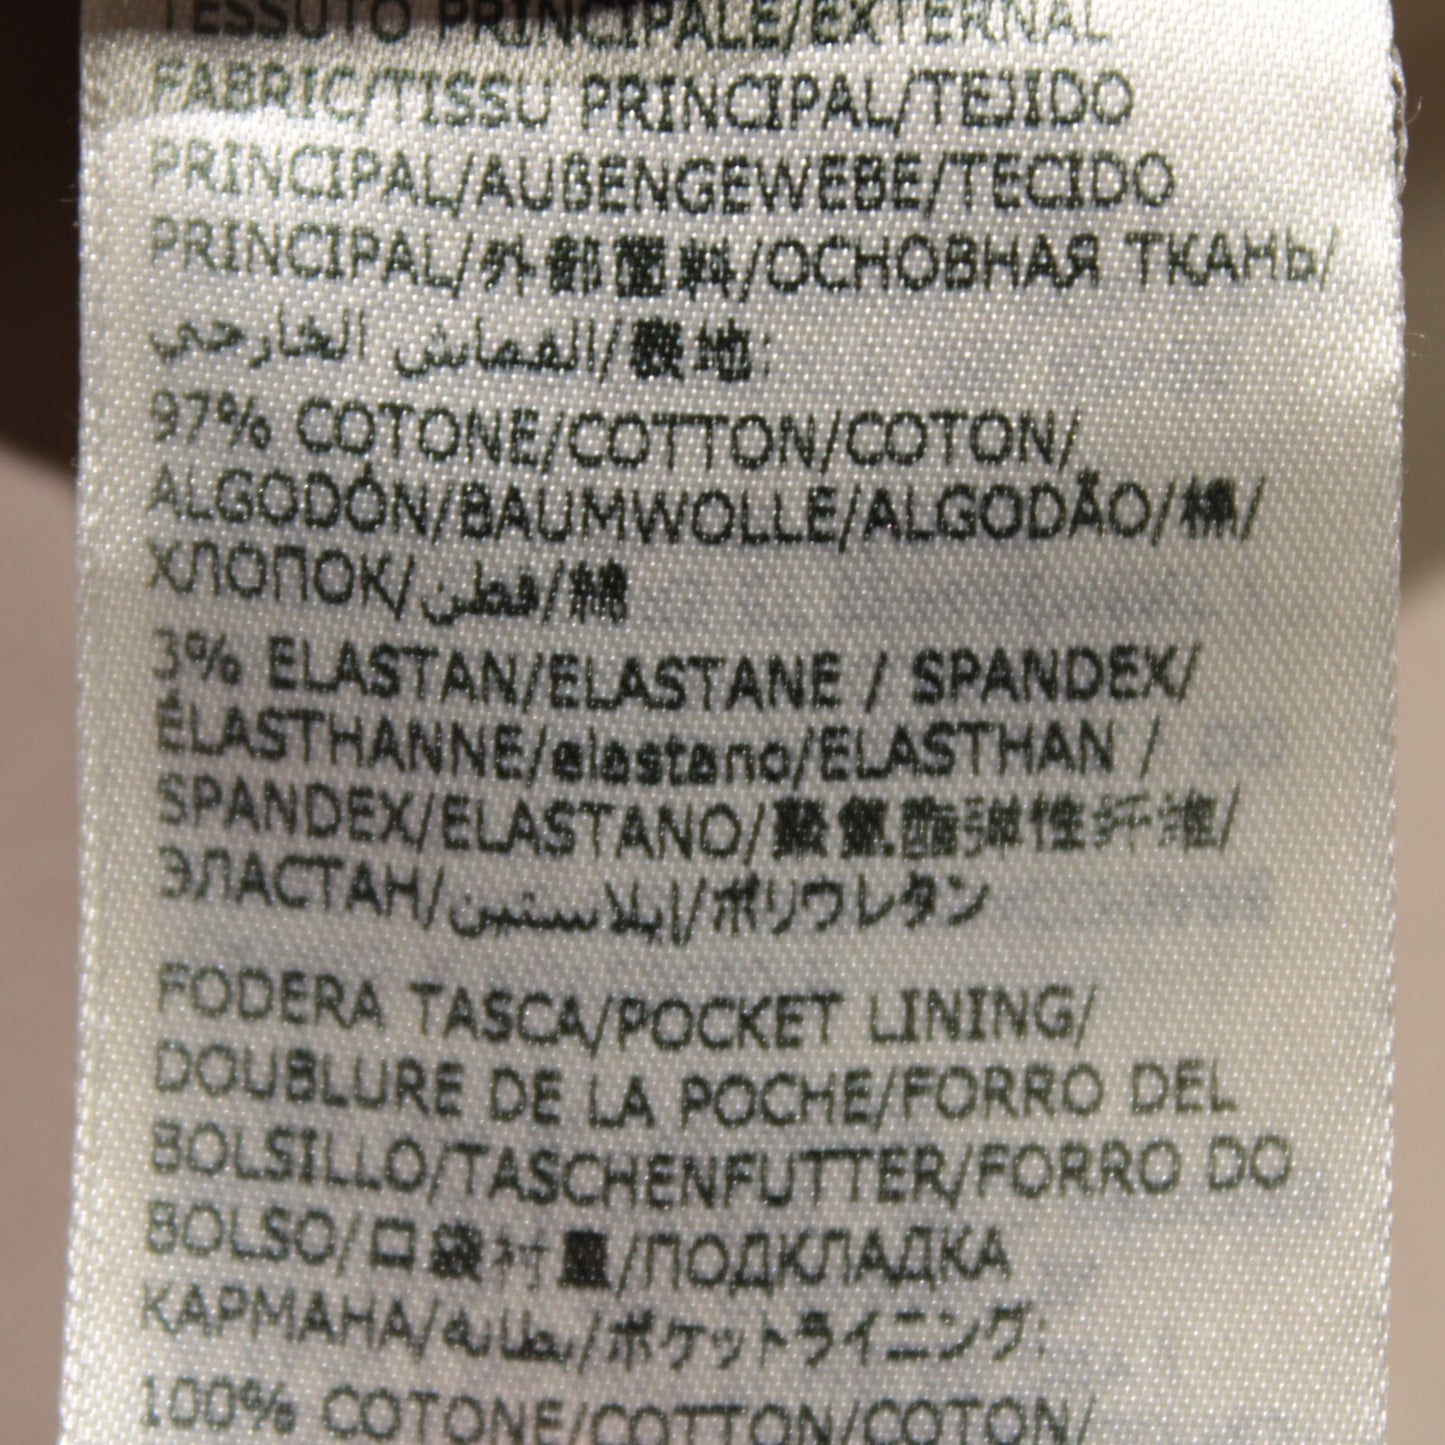 TESSUTO PRINCIPALE/EXTERNAL
FABRIC/TISSU PRINCIPAL/TEJIDO
PRINCIPAL/AUßENGEWEBE/TECIDO
PRINCIPAL/外部面料/ОСНОВНАЯ ТКАНЬ/
القماش الخارجي/表地:
97% COTONE/COTTON/COTON/
ALGODÓN/BAUMWOLLE/ALGODÃO/棉/
ХЛОПОК/قطن/綿
3% ELASTAN/ELASTANE / SPANDEX/
ÉLASTHANNE/elastano/ELASTHAN /
SPANDEX/ELASTANO/聚氨酯弹性纤维/
ЭЛАСТАН/إيلاستين/ポリウレタン
FODERA TASCA/POCKET LINING/
DOUBLURE DE LA POCHE/FORRO DEL
BOLSILLO/TASCHENFUTTER/FORRO DO
BOLSO/口袋衬里/ПОДКЛАДКА
КАРМАНА/بطانة/ポケットライニング:
100% COTONE/COTTON/COTON/